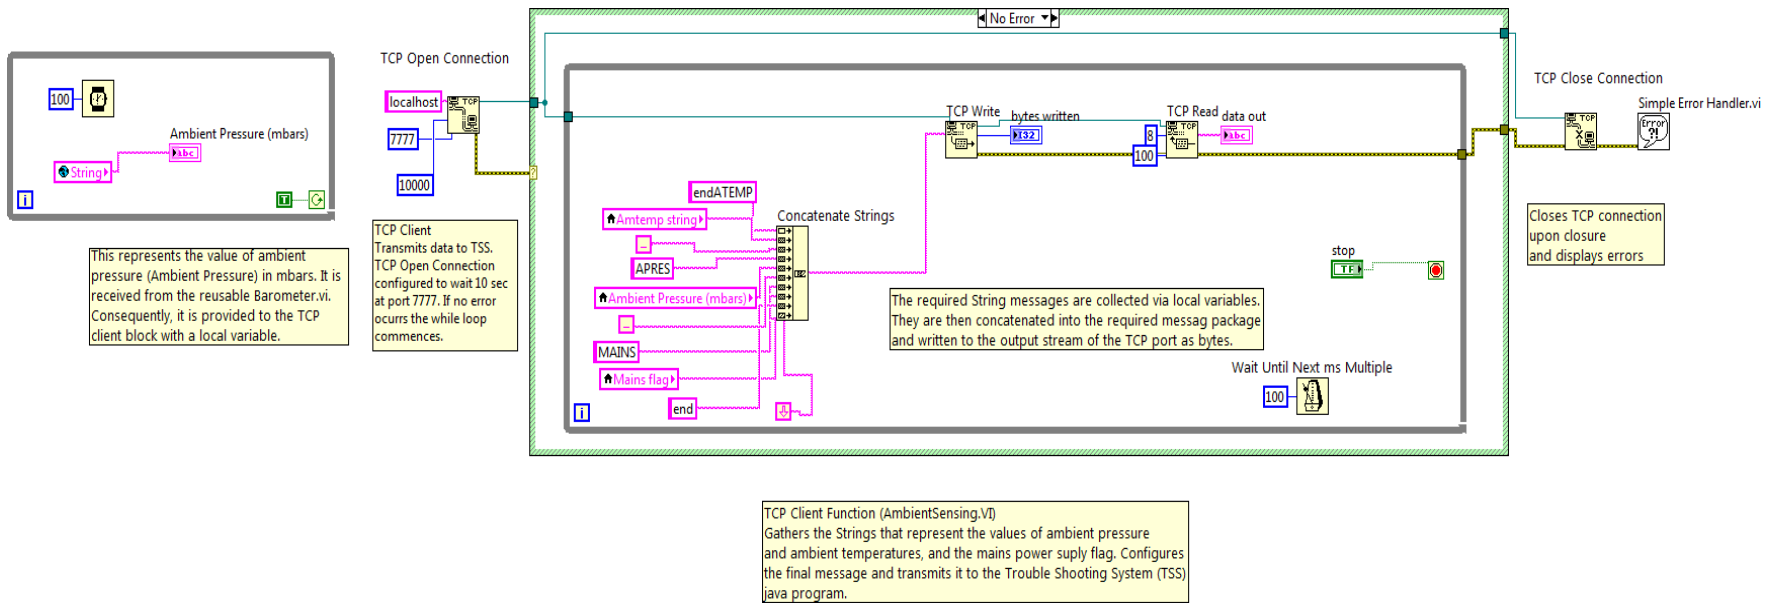 No Error
TCP Open Connection
100
Ambient Pressure (mbars)
abc
String
i
T
This represents the value of ambient
pressure (Ambient Pressure) in mbars. It is
received from the reusable Barometer.vi.
Consequently, it is provided to the TCP
client block with a local variable.
localhost
TCP
7777
10000
?
TCP Client
Transmits data to TSS.
TCP Open Connection
configured to wait 10 sec
at port 7777. If no error
ocurrs the while loop
commences.
TCP Write
TCP
bytes written
I32
8
100
TCP Read
TCP
data out
abc
endATEMP
Amtemp string
_
APRES
Ambient Pressure (mbars)
_
MAINS
Mains flag
end
Concatenate Strings
The required String messages are collected via local variables.
They are then concatenated into the required messag package
and written to the output stream of the TCP port as bytes.
stop
TF
Wait Until Next ms Multiple
100
i
TCP Close Connection
TCP
Simple Error Handler.vi
Error
?!
Closes TCP connection
upon closure
and displays errors
TCP Client Function (AmbientSensing.VI)
Gathers the Strings that represent the values of ambient pressure
and ambient temperatures, and the mains power suply flag. Configures
the final message and transmits it to the Trouble Shooting System (TSS)
java program.